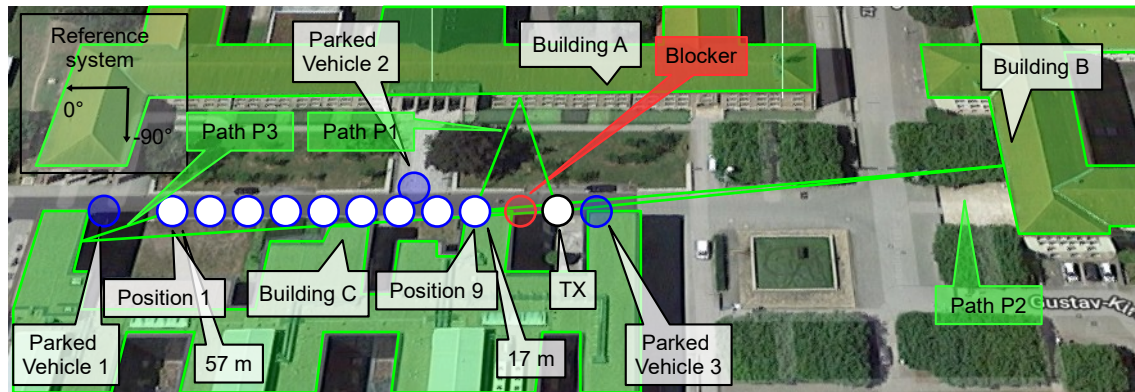 Reference
system
0°
-90°
Parked
Vehicle 2
Building A
Blocker
Building B
Path P3
Path P1
Position 1
Building C
Position 9
TX
Path P2
Gustav-Ki
Parked
Vehicle 1
57 m
17 m
Parked
Vehicle 3